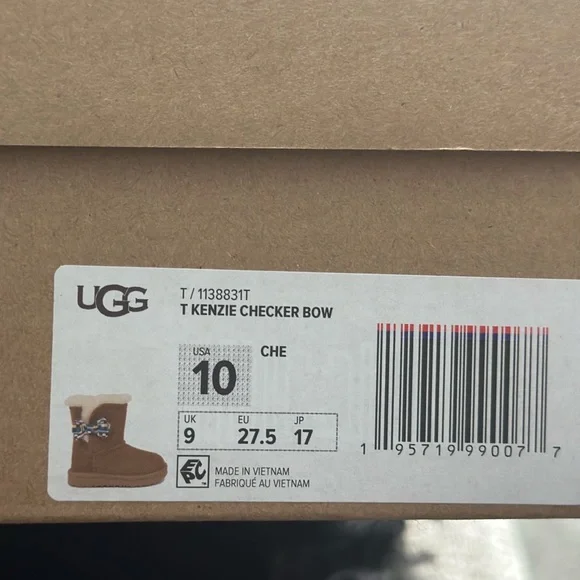 UGG
T / 1138831T
T KENZIE CHECKER BOW
USA
10
CHE
UK EU JP
9 27.5 17
EPC
MADE IN VIETNAM
FABRIQUÉ AU VIETNAM
1 95719 99007 7